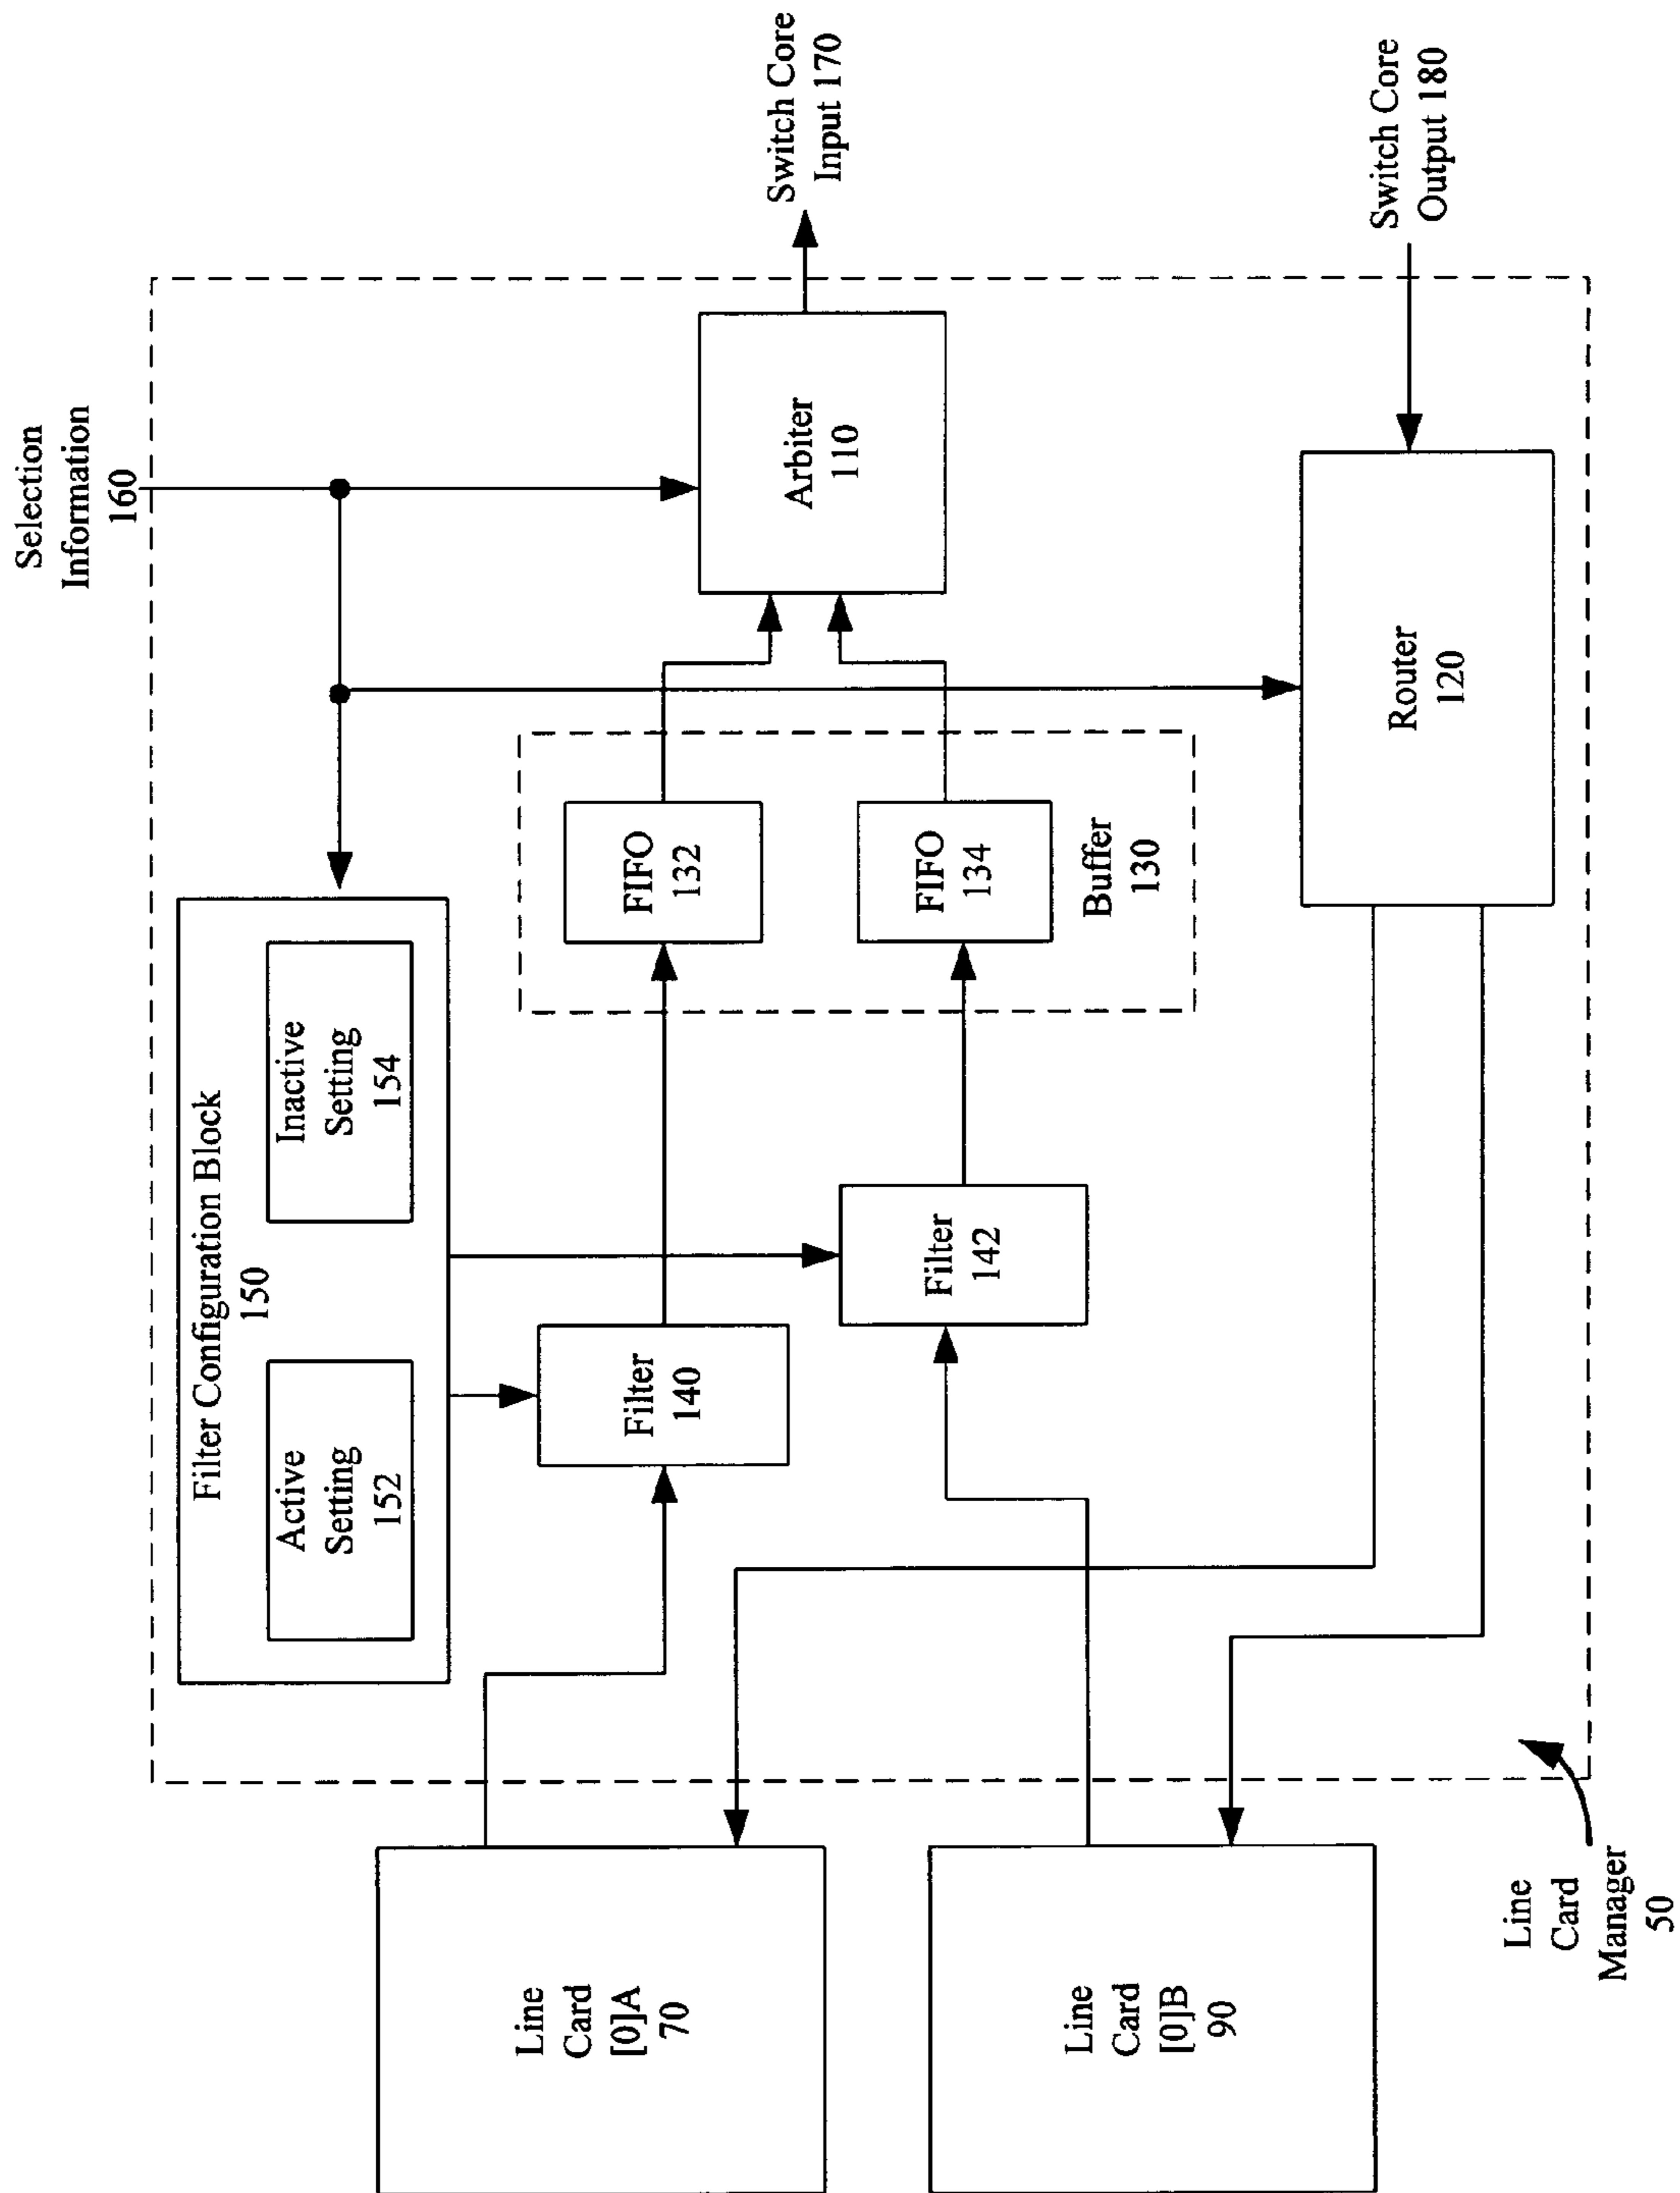 Selection
Information
160
Switch Core
Input 170
Switch Core
Output 180
Filter Configuration Block
150
Active
Setting
152
Inactive
Setting
154
Arbiter
110
FIFO
132
FIFO
134
Buffer
130
Filter
140
Filter
142
Router
120
Line
Card
[0]A
70
Line
Card
[0]B
90
Line
Card
Manager
50